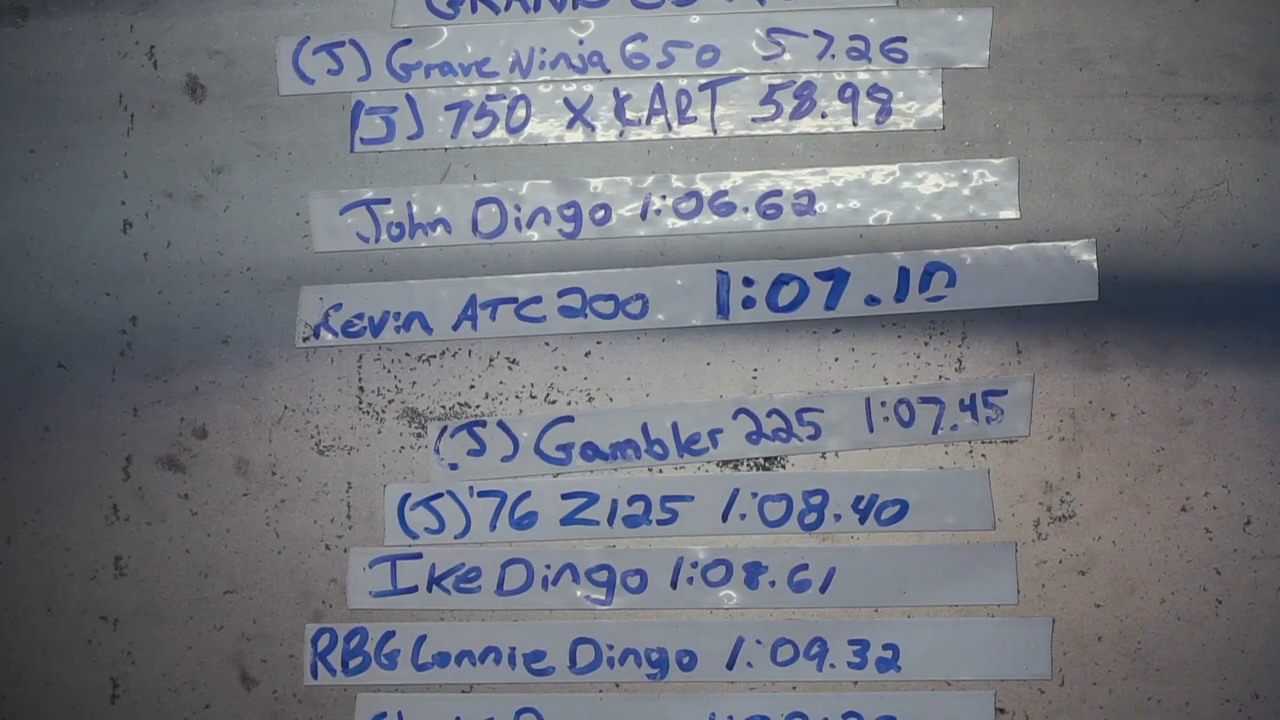 GRAND
(J) Grave Ninja 650 57.26
(J) 750 X KART 58.98
John Dingo 1:06.62
Kevin ATC 200 1:07.10
(J) Gambler 225 1:07.45
(J) '76 Z125 1:08.40
Ike Dingo 1:08.61
RBG Connie Dingo 1:09.32